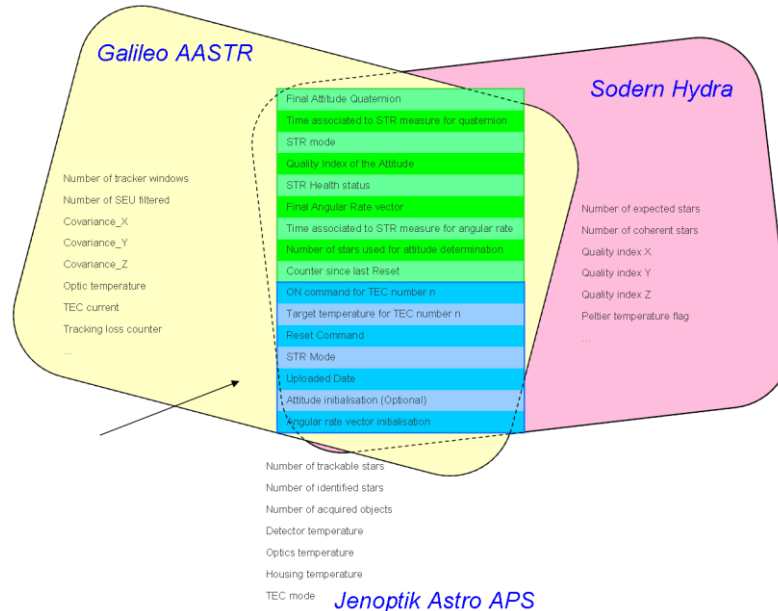 Galileo AASTR
Sodern Hydra
Final Attitude Quaternion
Time associated to STR measure for quaternion
STR mode
Quality Index of the Attitude
STR Health status
Final Angular Rate vector
Time associated to STR measure for angular rate
Number of stars used for attitude determination
Counter since last Reset
ON command for TEC number n
Target temperature for TEC number n
Reset Command
STR Mode
Uploaded Date
Attitude initialisation (Optional)
Angular rate vector initialisation
Number of tracker windows
Number of SEU filtered
Covariance_X
Covariance_Y
Covariance_Z
Optic temperature
TEC current
Tracking loss counter
...
Number of expected stars
Number of coherent stars
Quality index X
Quality index Y
Quality index Z
Peltier temperature flag
...
Number of trackable stars
Number of identified stars
Number of acquired objects
Detector temperature
Optics temperature
Housing temperature
TEC mode
Jenoptik Astro APS